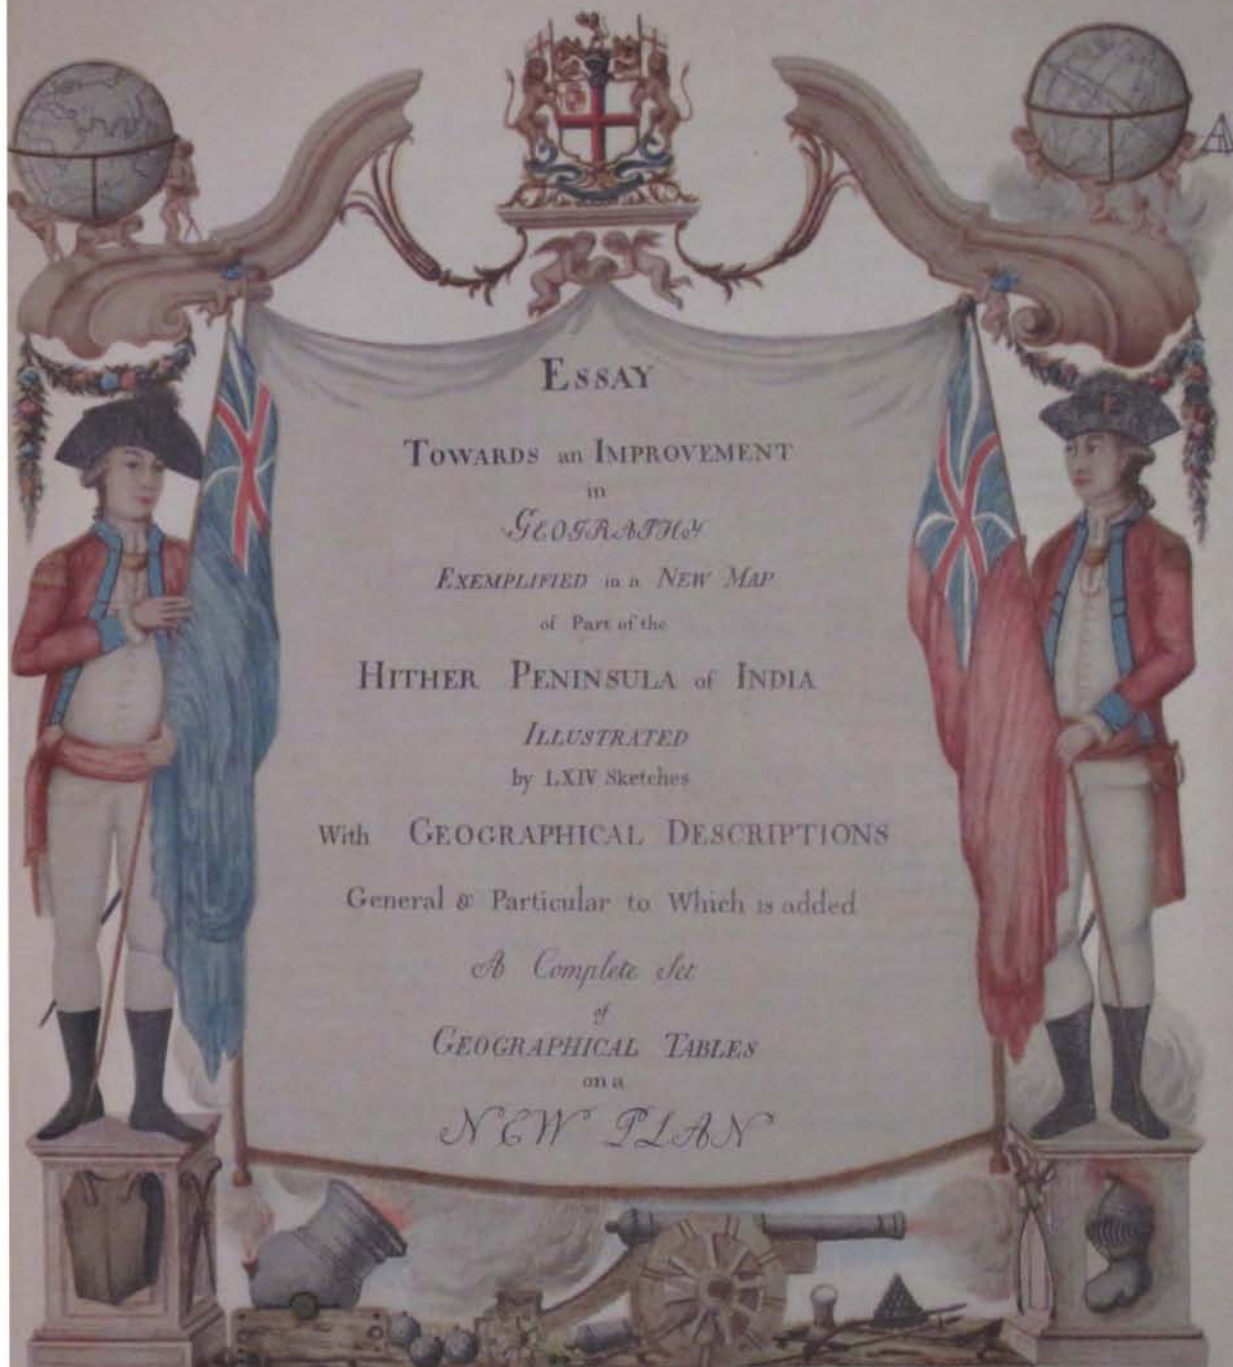 ESSAY
TOWARDS an IMPROVEMENT
in
GEOGRAPHY
EXEMPLIFIED in a NEW MAP
of Part of the
HITHER PENINSULA of INDIA
ILLUSTRATED
by LXIV Sketches
With GEOGRAPHICAL DESCRIPTIONS
General & Particular to Which is added
A Complete Set
of
GEOGRAPHICAL TABLES
on a
NEW PLAN